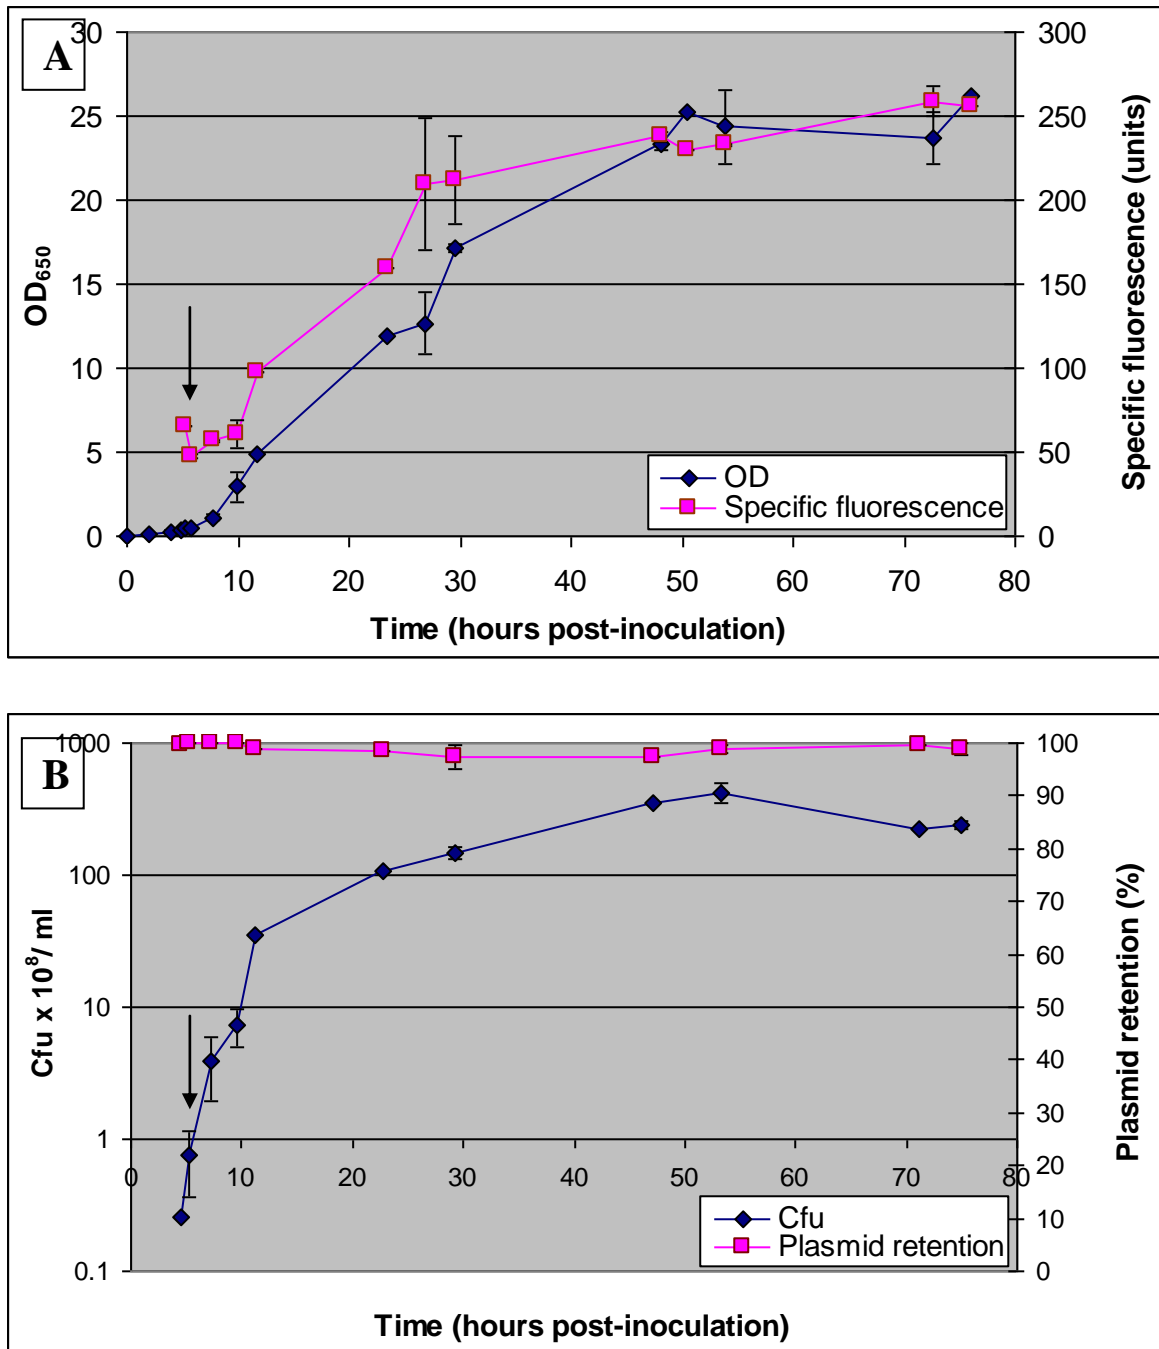 A
30
25
20
15
10
5
0
OD650
300
250
200
150
100
50
0
Specific fluorescence (units)
OD
Specific fluorescence
0 10 20 30 40 50 60 70 80
Time (hours post-inoculation)
B
1000
100
10
1
0.1
Cfu x 10⁸/ ml
100
90
80
70
60
50
40
30
20
10
0
Plasmid retention (%)
0 10 20 30 40 50 60 70 80
Cfu
Plasmid retention
Time (hours post-inoculation)